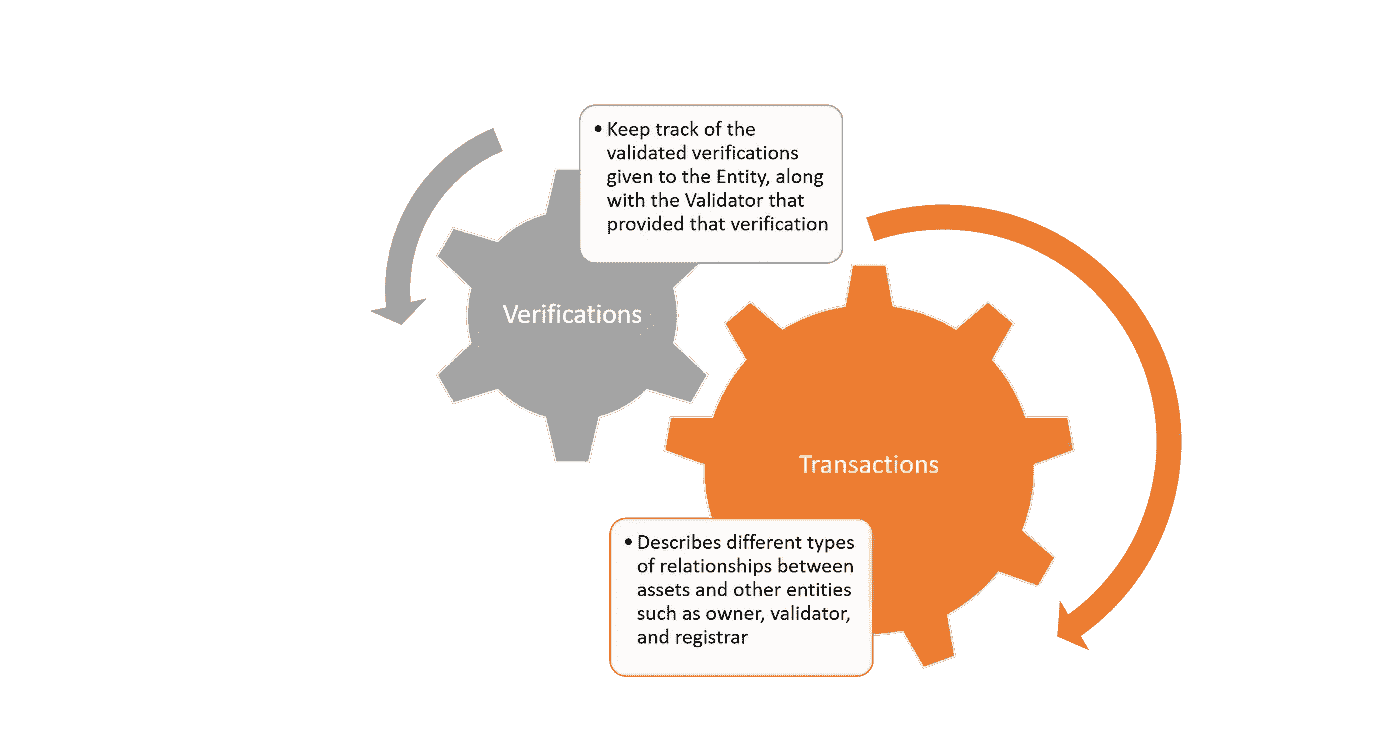 • Keep track of the
validated verifications
given to the Entity, along
with the Validator that
provided that verification
Verifications
Transactions
• Describes different types
of relationships between
assets and other entities
such as owner, validator,
and registrar